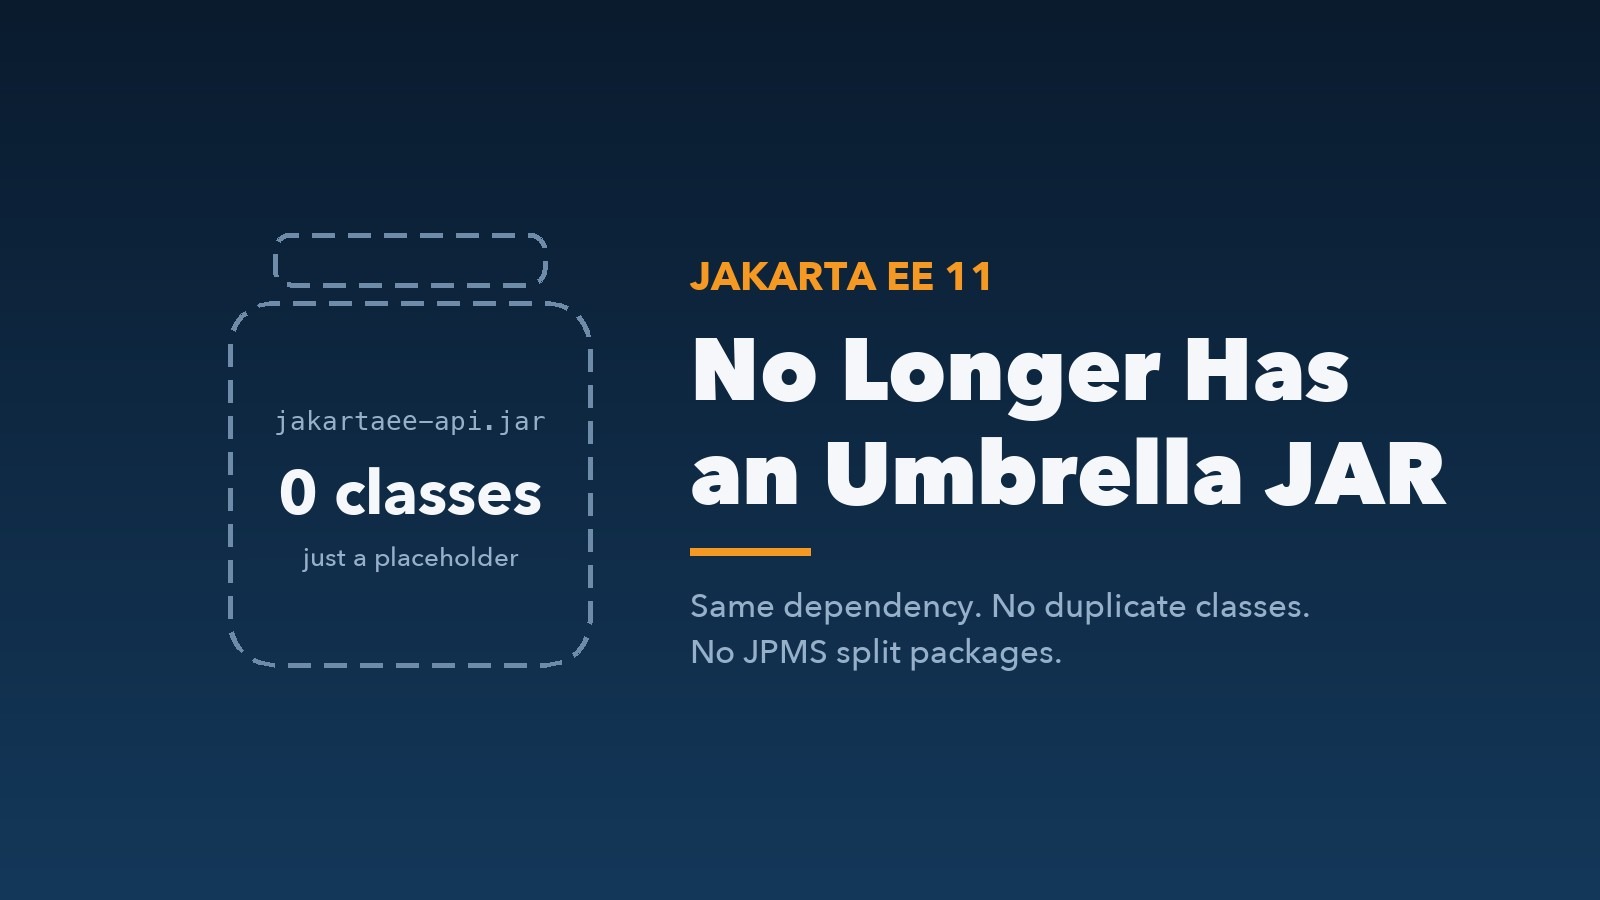 jakartaee-api.jar
0 classes
just a placeholder
JAKARTA EE 11
No Longer Has
an Umbrella JAR
Same dependency. No duplicate classes.
No JPMS split packages.